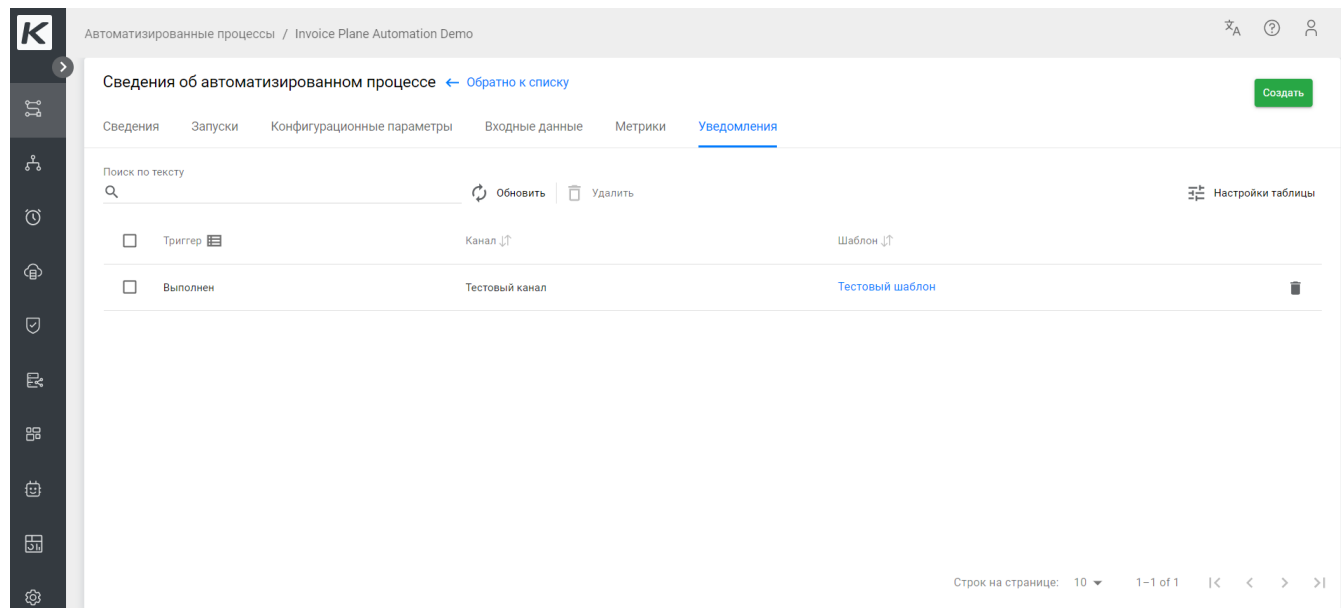 K
Автоматизированные процессы / Invoice Plane Automation Demo
Сведения об автоматизированном процессе ← Обратно к списку
Создать
Сведения Запуски Конфигурационные параметры Входные данные Метрики Уведомления
Поиск по тексту
Обновить Удалить Настройки таблицы
Триггер Канал Шаблон
Выполнен Тестовый канал Тестовый шаблон
Строк на странице: 10 1–1 of 1